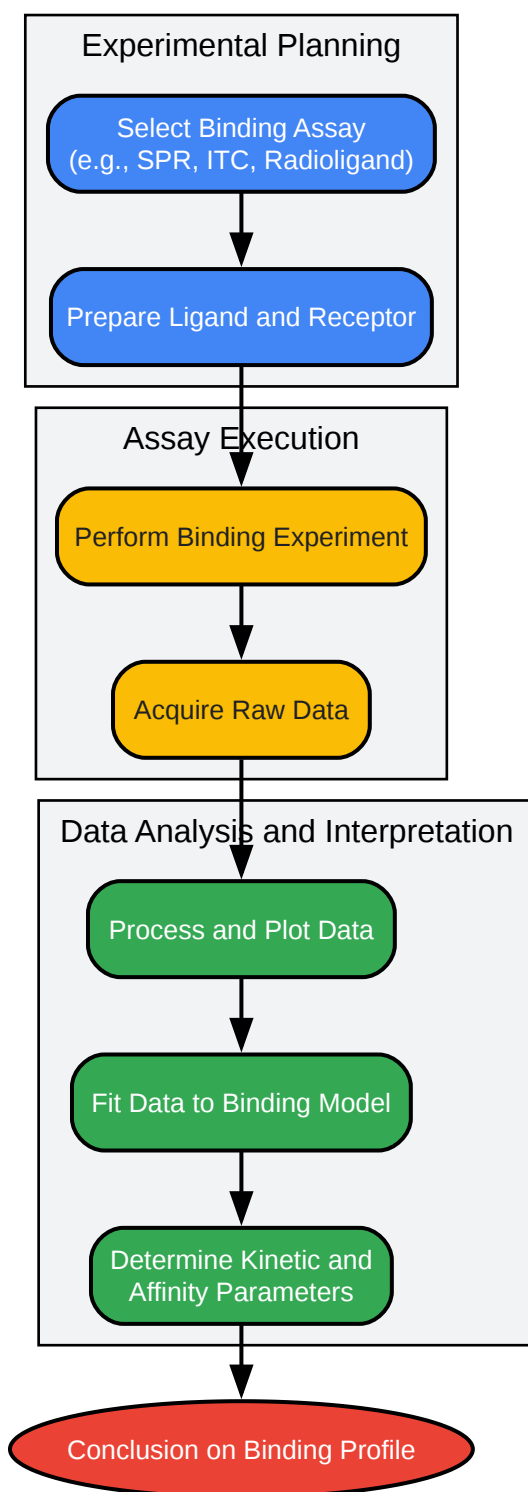 Experimental Planning
Select Binding Assay
(e.g., SPR, ITC, Radioligand)
Prepare Ligand and Receptor
Assay Execution
Perform Binding Experiment
Acquire Raw Data
Data Analysis and Interpretation
Process and Plot Data
Fit Data to Binding Model
Determine Kinetic and
Affinity Parameters
Conclusion on Binding Profile